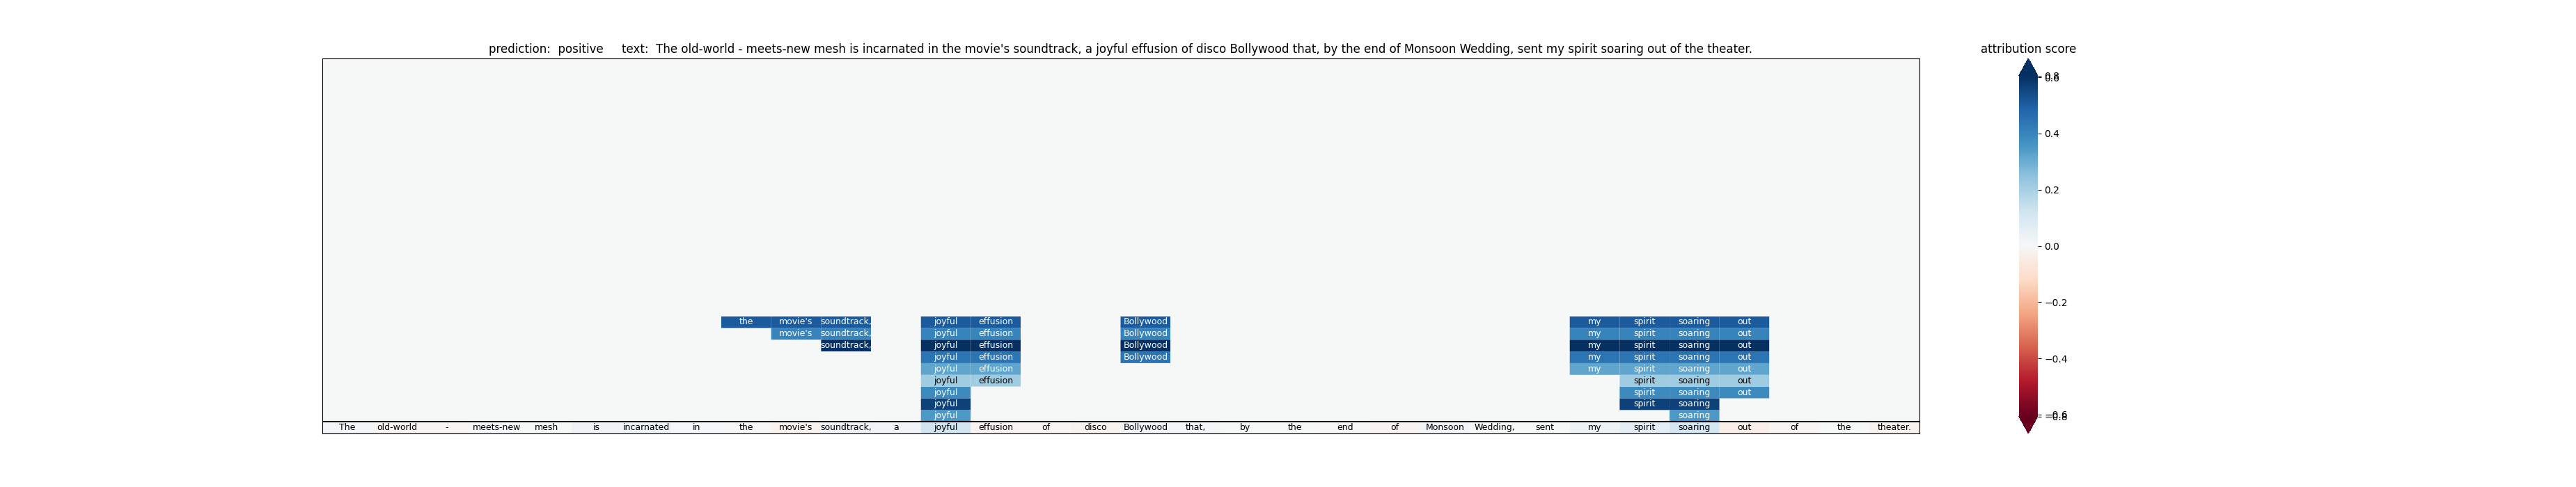 prediction:  positive     text:  The old-world - meets-new mesh is incarnated in the movie's soundtrack, a joyful effusion of disco Bollywood that, by the end of Monsoon Wedding, sent my spirit soaring out of the theater.
attribution score
0.8
0.6
0.4
0.2
0.0
−0.2
−0.4
−0.6
−0.8
the movie's soundtrack, joyful effusion Bollywood my spirit soaring out
movie's soundtrack, joyful effusion Bollywood my spirit soaring out
soundtrack, joyful effusion Bollywood my spirit soaring out
joyful effusion Bollywood my spirit soaring out
joyful effusion my spirit soaring out
joyful effusion spirit soaring out
joyful spirit soaring out
joyful spirit soaring
joyful soaring
The old-world - meets-new mesh is incarnated in the movie's soundtrack, a joyful effusion of disco Bollywood that, by the end of Monsoon Wedding, sent my spirit soaring out of the theater.